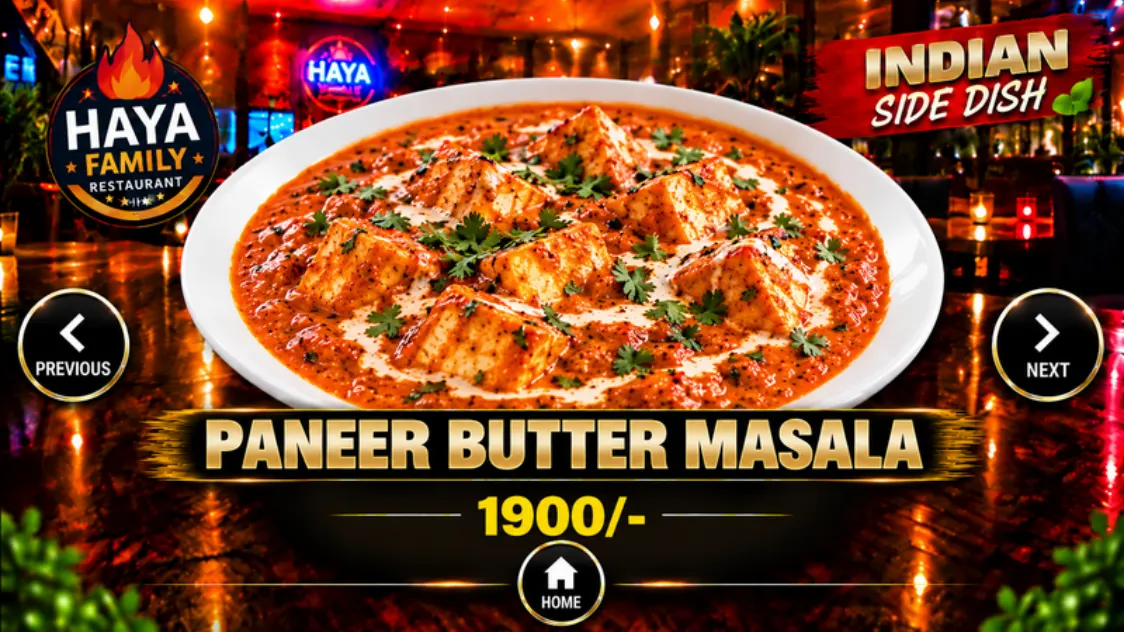 HAYA
FAMILY
RESTAURANT
HAYA
INDIAN
SIDE DISH
PREVIOUS
NEXT
PANEER BUTTER MASALA
1900/-
HOME